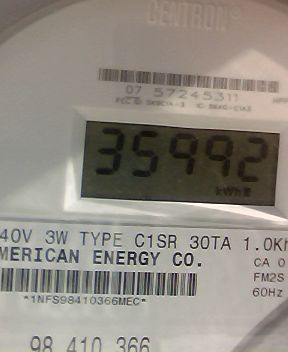 CENTRON®
07 57245311
35992
kWh
40V 3W TYPE C1SR 30TA 1.0Kh
MERICAN ENERGY CO.
CA 0
FM2S
*1NFS98410366MEC*
60Hz
98 410 366